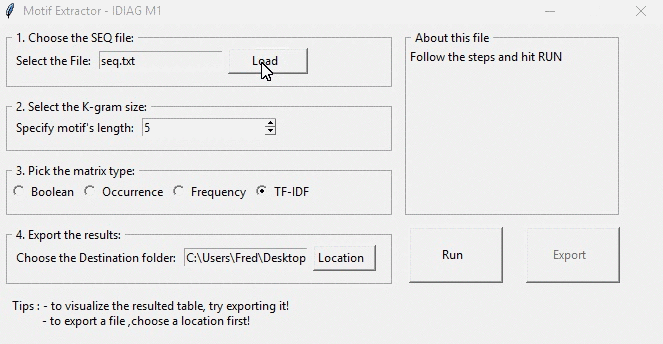 Motif Extractor - IDIAG M1
1. Choose the SEQ file:
Select the File: seq.txt Load
2. Select the K-gram size:
Specify motif's length: 5
3. Pick the matrix type:
Boolean Occurrence Frequency TF-IDF
4. Export the results:
Choose the Destination folder: C:\Users\Fred\Desktop Location
Tips : - to visualize the resulted table, try exporting it!
- to export a file ,choose a location first!
About this file
Follow the steps and hit RUN
Run Export